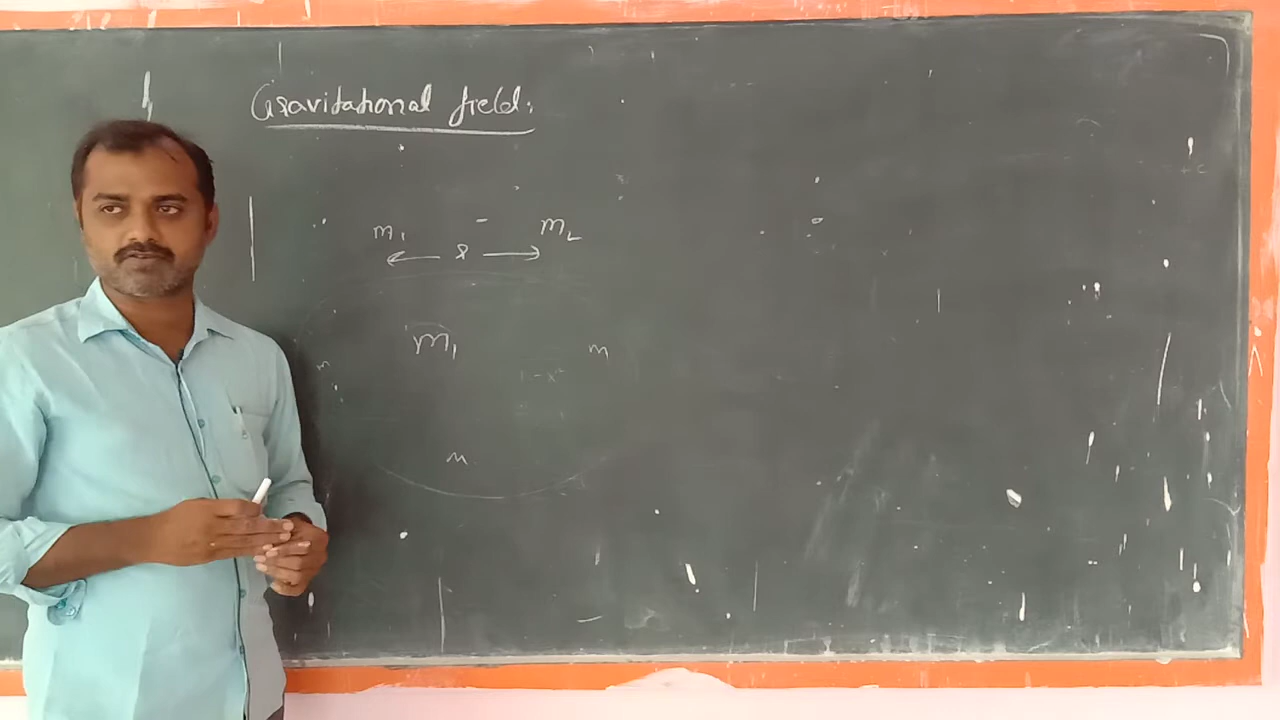 Gravitational field:
m₁ m₂
← r →
m₁ m
m
m